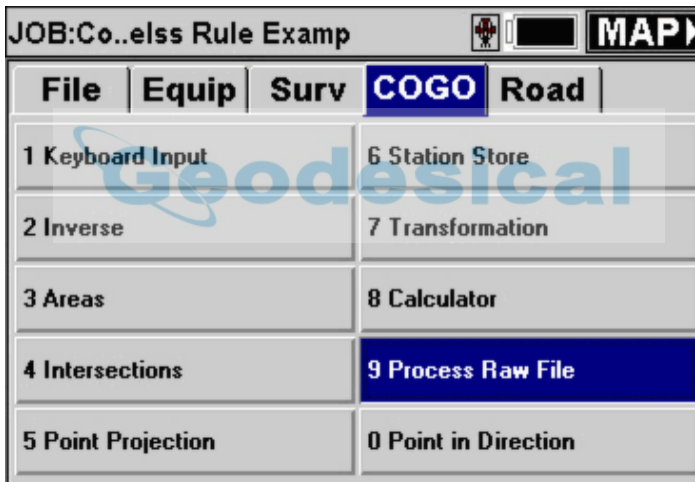 JOB:Co..elss Rule Examp
MAP
File Equip Surv COGO Road
1 Keyboard Input
6 Station Store
Geodesical
2 Inverse
7 Transformation
3 Areas
8 Calculator
4 Intersections
9 Process Raw File
5 Point Projection
0 Point in Direction